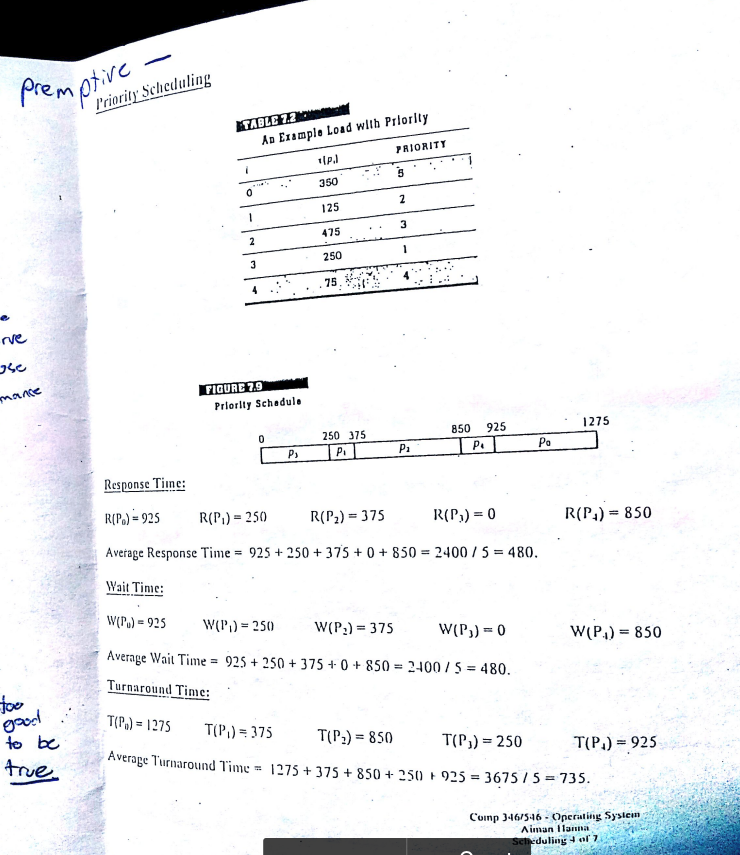 premptive —
Priority Scheduling
TABLE 7.2
An Example Load with Priority
i τ(Pᵢ) PRIORITY
0 350 5
1 125 2
2 475 3
3 250 1
4 75 4
e
rve
ose
mance
FIGURE 7.9
Priority Schedule
0 250 375 850 925 1275
P₃ P₁ P₂ P₄ P₀
Response Time:
R(P₀) = 925 R(P₁) = 250 R(P₂) = 375 R(P₃) = 0 R(P₄) = 850
Average Response Time = 925 + 250 + 375 + 0 + 850 = 2400 / 5 = 480.
Wait Time:
W(P₀) = 925 W(P₁) = 250 W(P₂) = 375 W(P₃) = 0 W(P₄) = 850
Average Wait Time = 925 + 250 + 375 + 0 + 850 = 2400 / 5 = 480.
Turnaround Time:
too
good
to be
true
T(P₀) = 1275 T(P₁) = 375 T(P₂) = 850 T(P₃) = 250 T(P₄) = 925
Average Turnaround Time = 1275 + 375 + 850 + 250 + 925 = 3675 / 5 = 735.
Comp 346/546 - Operating System
Aiman Hanna
Scheduling 4 of 7